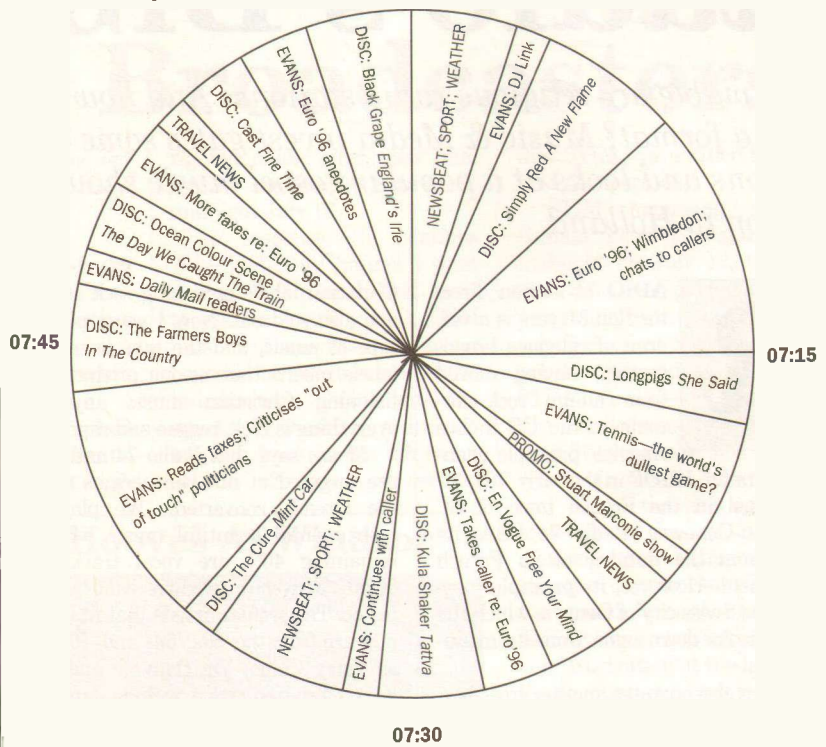 NEWSBEAT; SPORT; WEATHER
EVANS: DJ Link
DISC: Simply Red A New Flame
EVANS: Euro '96; Wimbledon;
chats to callers
07:15
DISC: Longpigs She Said
EVANS: Tennis—the world's
dullest game?
PROMO: Stuart Marconie show
TRAVEL NEWS
DISC: En Vogue Free Your Mind
EVANS: Takes caller re: Euro'96
DISC: Kula Shaker Tattva
07:30
EVANS: Continues with caller
NEWSBEAT; SPORT; WEATHER
DISC: The Cure Mint Car
EVANS: Reads faxes; Criticises "out
of touch" politicians
07:45
DISC: The Farmers Boys
In The Country
EVANS: Daily Mail readers
DISC: Ocean Colour Scene
The Day We Caught The Train
EVANS: More faxes re: Euro '96
TRAVEL NEWS
DISC: Cast Fine Time
EVANS: Euro '96 anecdotes
DISC: Black Grape England's Irie